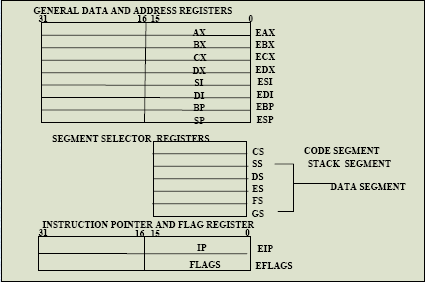 GENERAL DATA AND ADDRESS REGISTERS
31 16 15 0
AX EAX
BX EBX
CX ECX
DX EDX
SI ESI
DI EDI
BP EBP
SP ESP
SEGMENT SELECTOR REGISTERS
CS CODE SEGMENT
SS STACK SEGMENT
DS
ES DATA SEGMENT
FS
GS
INSTRUCTION POINTER AND FLAG REGISTER
31 16 15 0
IP EIP
FLAGS EFLAGS